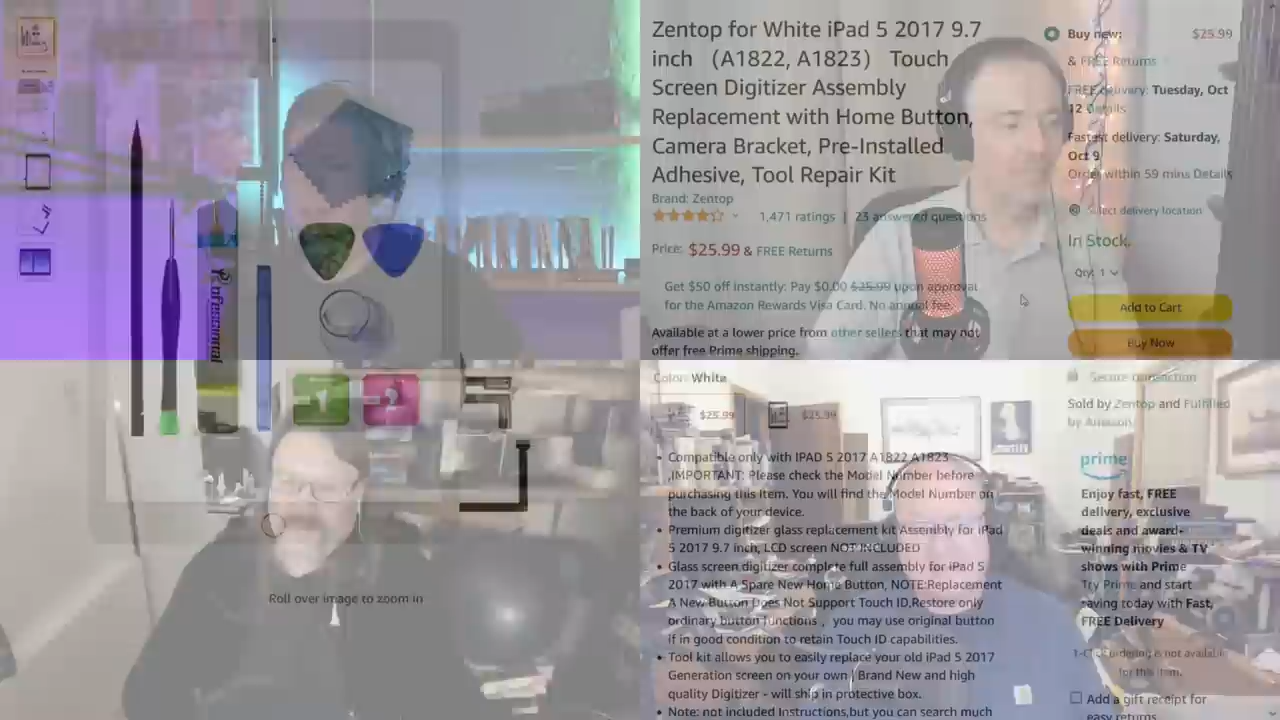 Zentop for White iPad 5 2017 9.7
inch (A1822, A1823) Touch
Screen Digitizer Assembly
Replacement with Home Button,
Camera Bracket, Pre-Installed
Adhesive, Tool Repair Kit
Brand: Zentop
1,471 ratings | 23 answered questions
Price: $25.99 & FREE Returns
Get $50 off instantly: Pay $0.00 $25.99 upon approval
for the Amazon Rewards Visa Card. No annual fee.
Available at a lower price from other sellers that may not
offer free Prime shipping.
Color: White
$25.99 $25.99
• Compatible only with IPAD 5 2017 A1822 A1823
,IMPORTANT: Please check the Model Number before
purchasing this item. You will find the Model Number on
the back of your device.
• Premium digitizer glass replacement kit Assembly for iPad
5 2017 9.7 inch, LCD screen NOT INCLUDED
• Glass screen digitizer complete full assembly for iPad 5
2017 with A Spare New Home Button, NOTE:Replacement
A New Button Does Not Support Touch ID,Restore only
ordinary button functions , you may use original button
if in good condition to retain Touch ID capabilities.
• Tool kit allows you to easily replace your old iPad 5 2017
Generation screen on your own | Brand New and high
quality Digitizer - will ship in protective box.
• Note: not included Instructions,but you can search much
Buy new: $25.99
& FREE Returns
FREE delivery: Tuesday, Oct
12 Details
Fastest delivery: Saturday,
Oct 9
Order within 59 mins Details
Select delivery location
In Stock.
Qty: 1
Add to Cart
Buy Now
Secure transaction
Sold by Zentop and Fulfilled
by Amazon.
prime
Enjoy fast, FREE
delivery, exclusive
deals and award-
winning movies & TV
shows with Prime
Try Prime and start
saving today with Fast,
FREE Delivery
1-Click ordering is not available
for this item.
Add a gift receipt for
easy returns
Professional
1
2
Roll over image to zoom in